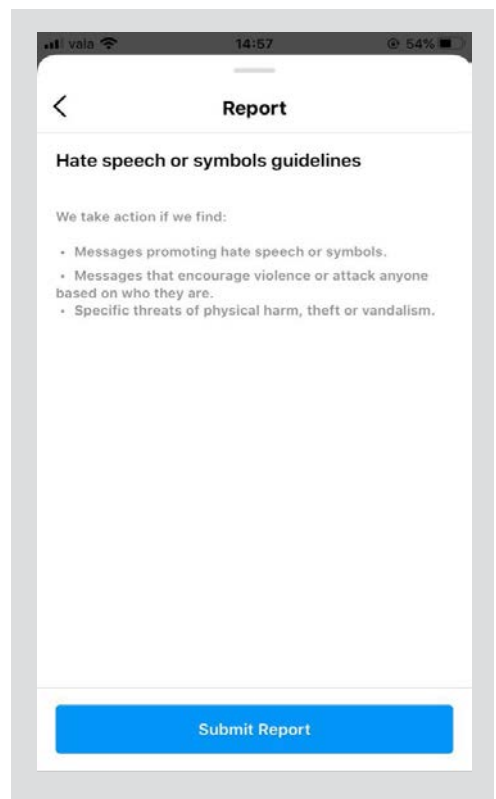 vala 14:57 54%
Report
Hate speech or symbols guidelines
We take action if we find:
• Messages promoting hate speech or symbols.
• Messages that encourage violence or attack anyone
based on who they are.
• Specific threats of physical harm, theft or vandalism.
Submit Report